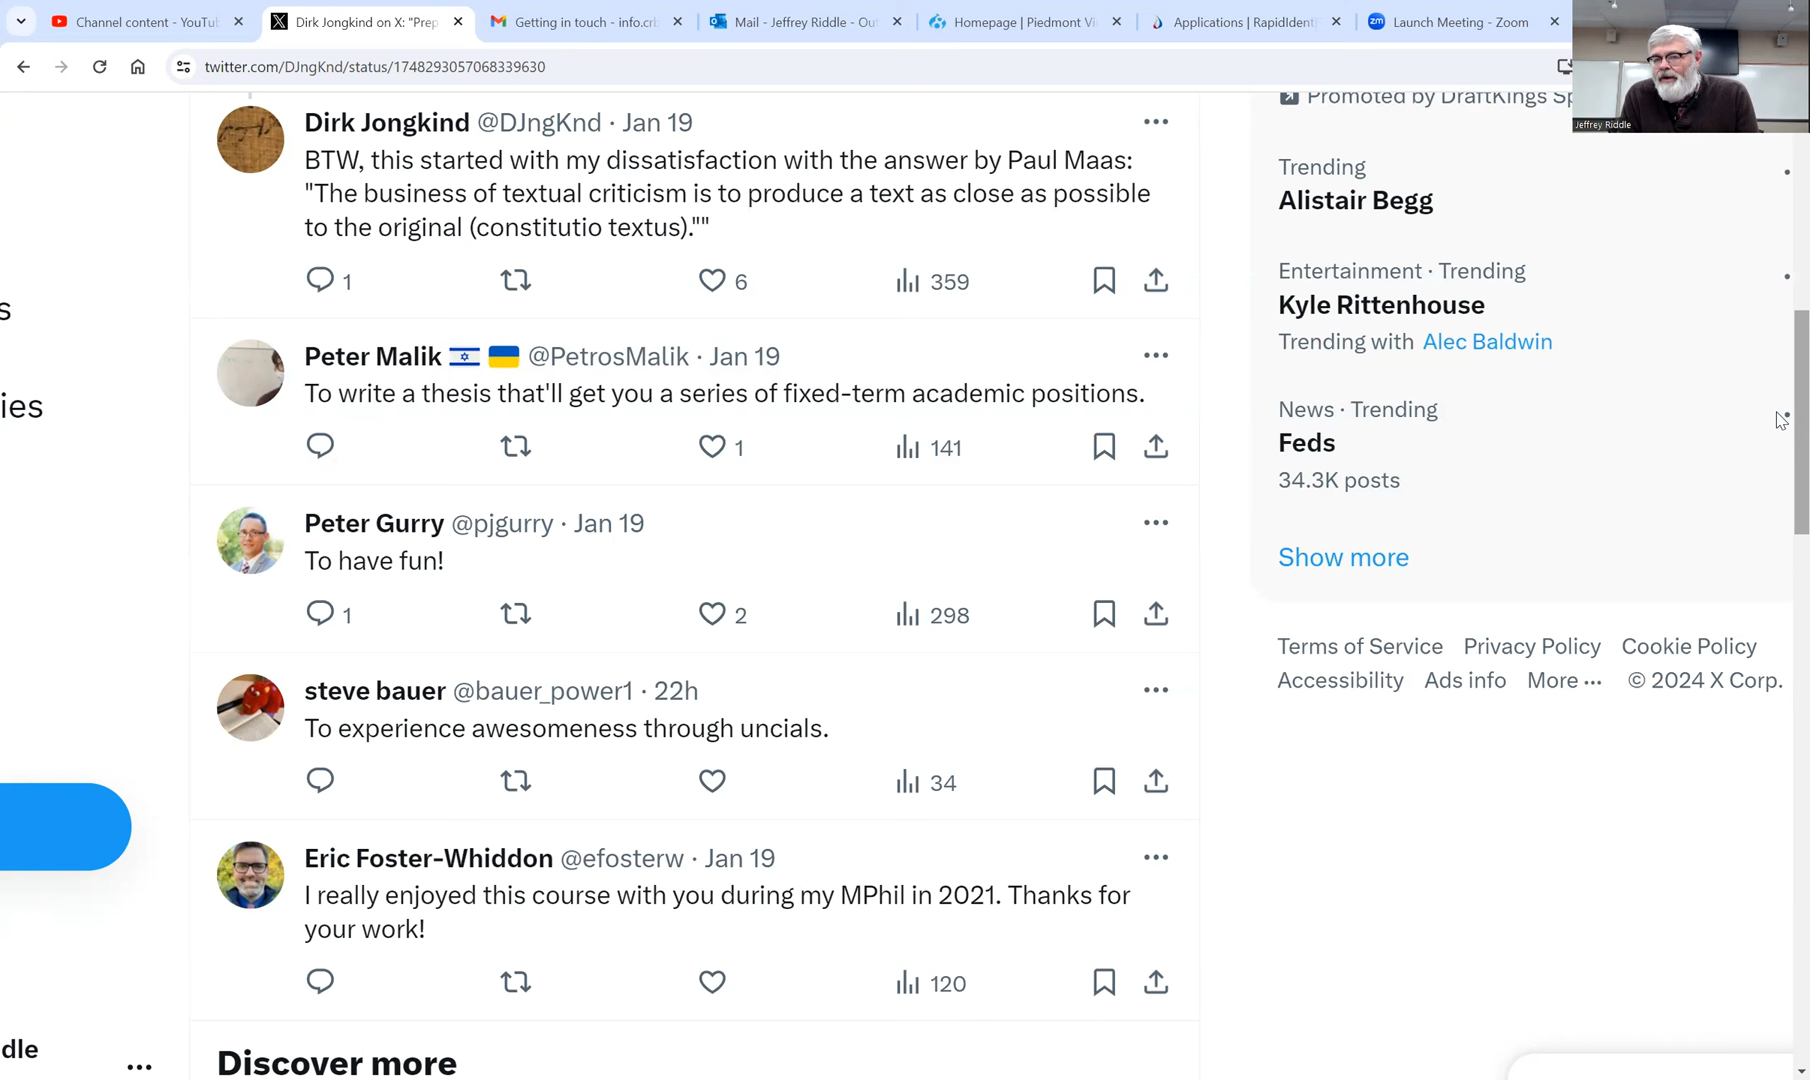 Channel content - YouTu
Dirk Jongkind on X: "Prep
Getting in touch - info.crb
Mail - Jeffrey Riddle - Ou
Homepage | Piedmont Vi
Applications | RapidIdent
Launch Meeting - Zoom
twitter.com/DJngKnd/status/1748293057068339630
Jeffrey Riddle
Dirk Jongkind @DJngKnd · Jan 19
BTW, this started with my dissatisfaction with the answer by Paul Maas:
"The business of textual criticism is to produce a text as close as possible
to the original (constitutio textus).""
1 6 359
Peter Malik @PetrosMalik · Jan 19
To write a thesis that'll get you a series of fixed-term academic positions.
1 141
Peter Gurry @pjgurry · Jan 19
To have fun!
1 2 298
steve bauer @bauer_power1 · 22h
To experience awesomeness through uncials.
34
Eric Foster-Whiddon @efosterw · Jan 19
I really enjoyed this course with you during my MPhil in 2021. Thanks for
your work!
120
Discover more
s
ies
dle
Promoted by DraftKings Sp
Trending
Alistair Begg
Entertainment · Trending
Kyle Rittenhouse
Trending with Alec Baldwin
News · Trending
Feds
34.3K posts
Show more
Terms of Service Privacy Policy Cookie Policy
Accessibility Ads info More ··· © 2024 X Corp.